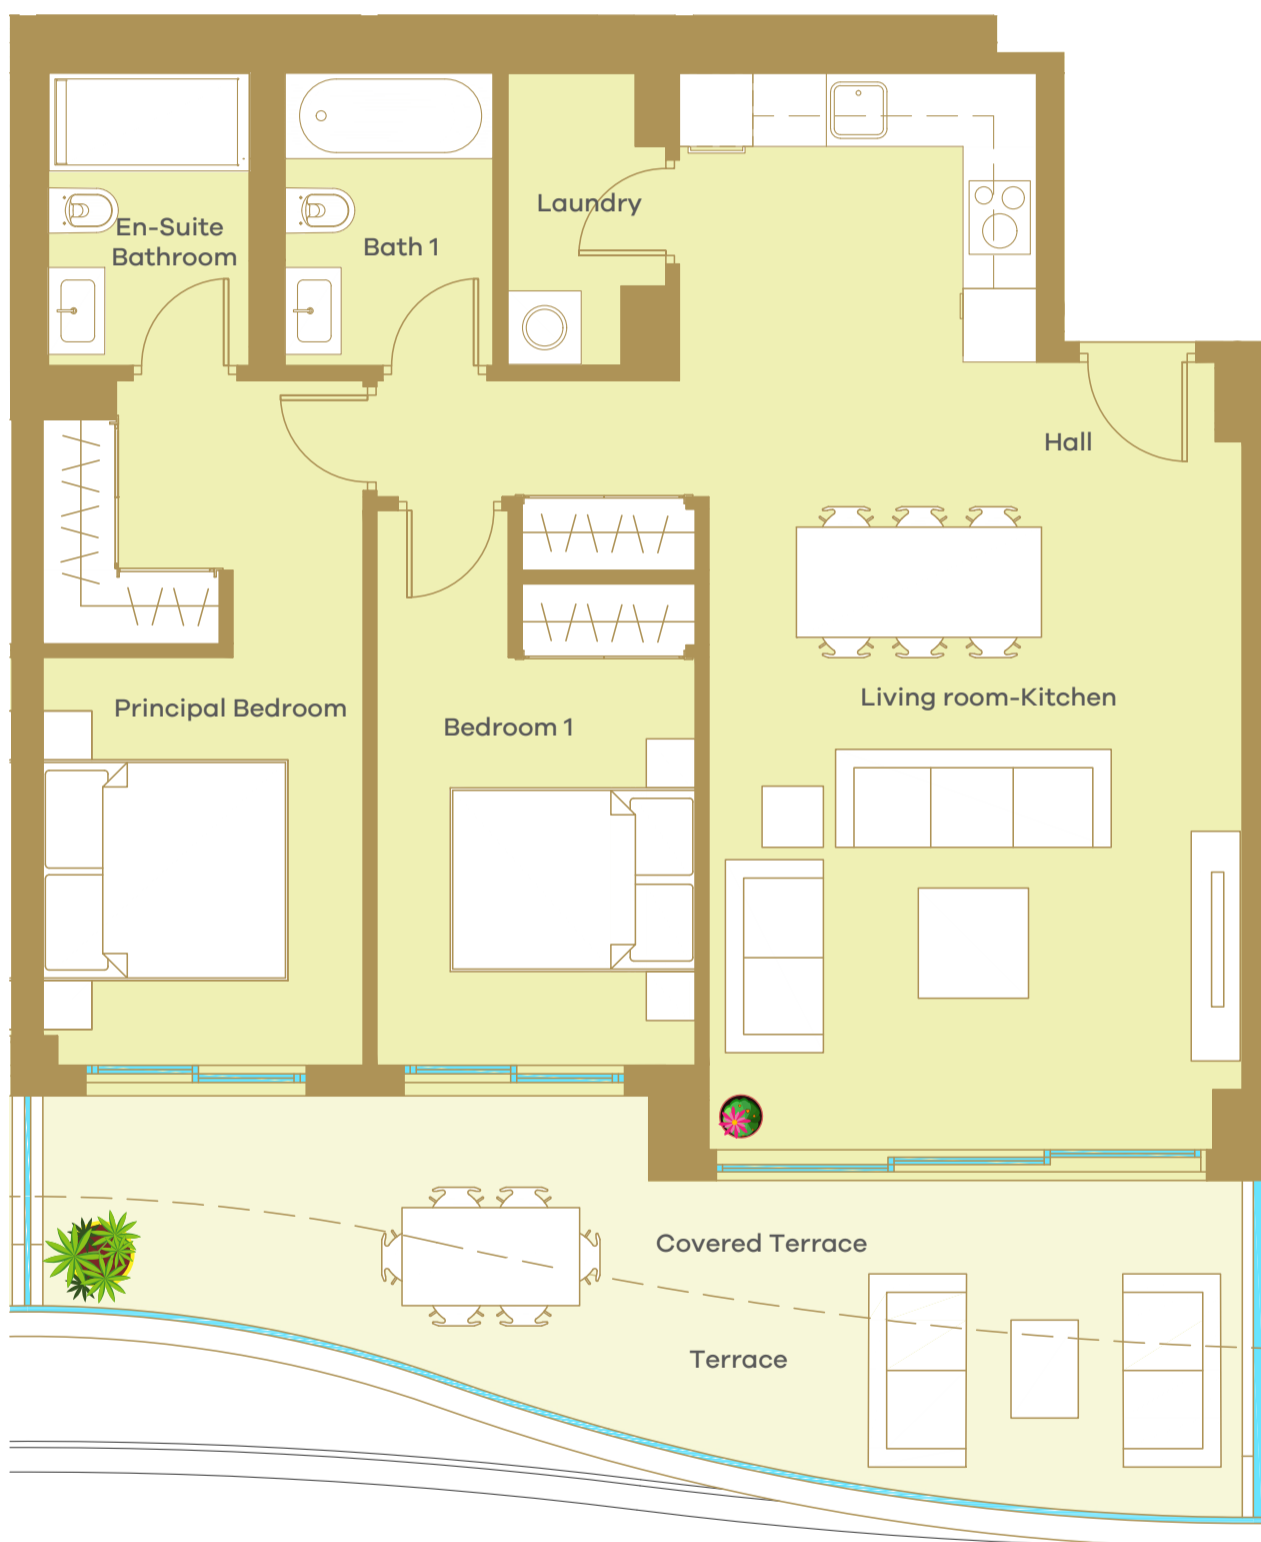 En-Suite
Bathroom
Bath 1
Laundry
Hall
Principal Bedroom
Bedroom 1
Living room-Kitchen
Covered Terrace
Terrace